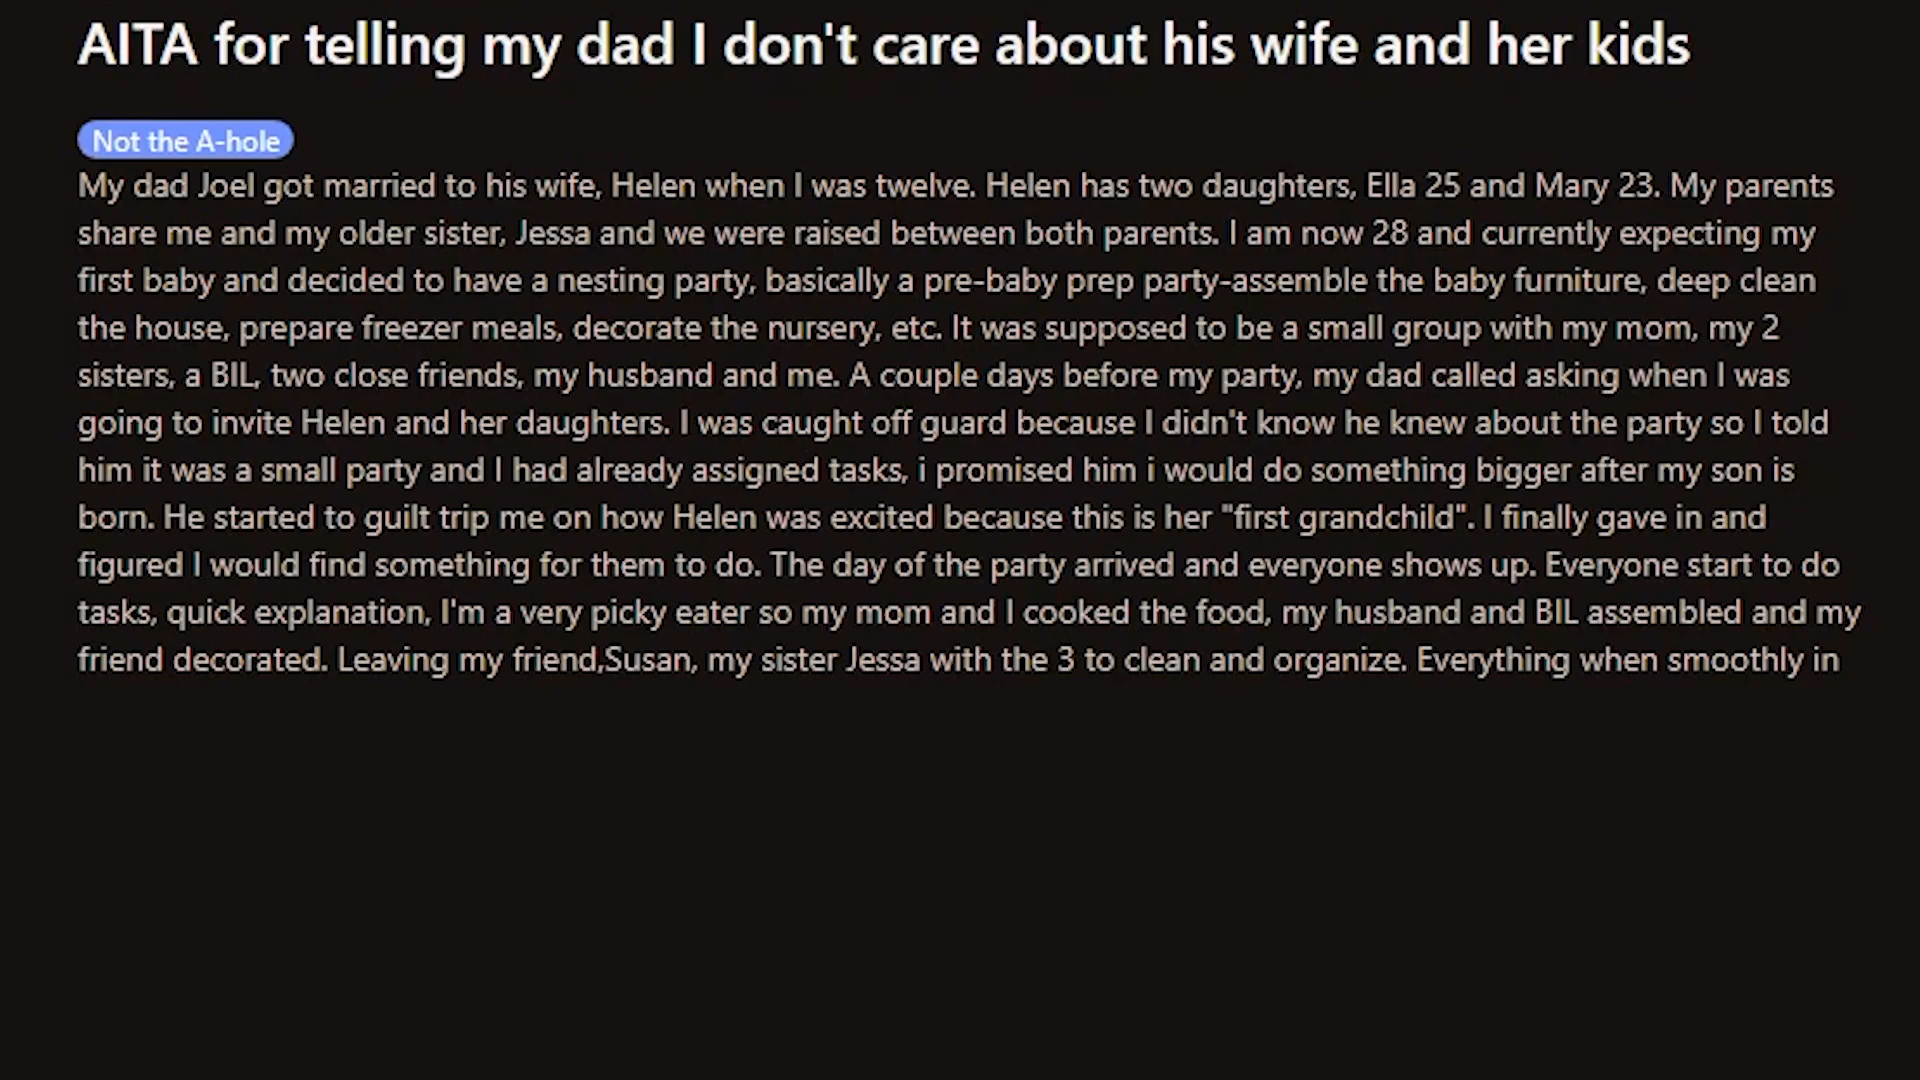 AITA for telling my dad I don't care about his wife and her kids
Not the A-hole
My dad Joel got married to his wife, Helen when I was twelve. Helen has two daughters, Ella 25 and Mary 23. My parents
share me and my older sister, Jessa and we were raised between both parents. I am now 28 and currently expecting my
first baby and decided to have a nesting party, basically a pre-baby prep party-assemble the baby furniture, deep clean
the house, prepare freezer meals, decorate the nursery, etc. It was supposed to be a small group with my mom, my 2
sisters, a BIL, two close friends, my husband and me. A couple days before my party, my dad called asking when I was
going to invite Helen and her daughters. I was caught off guard because I didn't know he knew about the party so I told
him it was a small party and I had already assigned tasks, i promised him i would do something bigger after my son is
born. He started to guilt trip me on how Helen was excited because this is her "first grandchild". I finally gave in and
figured I would find something for them to do. The day of the party arrived and everyone shows up. Everyone start to do
tasks, quick explanation, I'm a very picky eater so my mom and I cooked the food, my husband and BIL assembled and my
friend decorated. Leaving my friend,Susan, my sister Jessa with the 3 to clean and organize. Everything when smoothly in